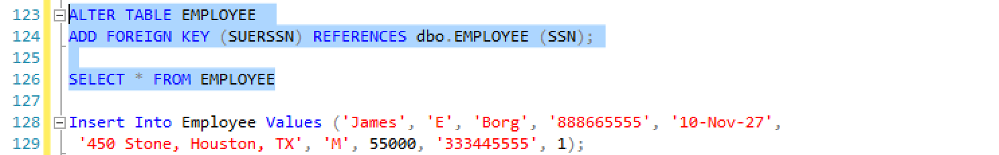 123 ALTER TABLE EMPLOYEE
124 ADD FOREIGN KEY (SUERSSN) REFERENCES dbo.EMPLOYEE (SSN);
125
126 SELECT * FROM EMPLOYEE
127
128 Insert Into Employee Values ('James', 'E', 'Borg', '888665555', '10-Nov-27',
129 '450 Stone, Houston, TX', 'M', 55000, '333445555', 1);